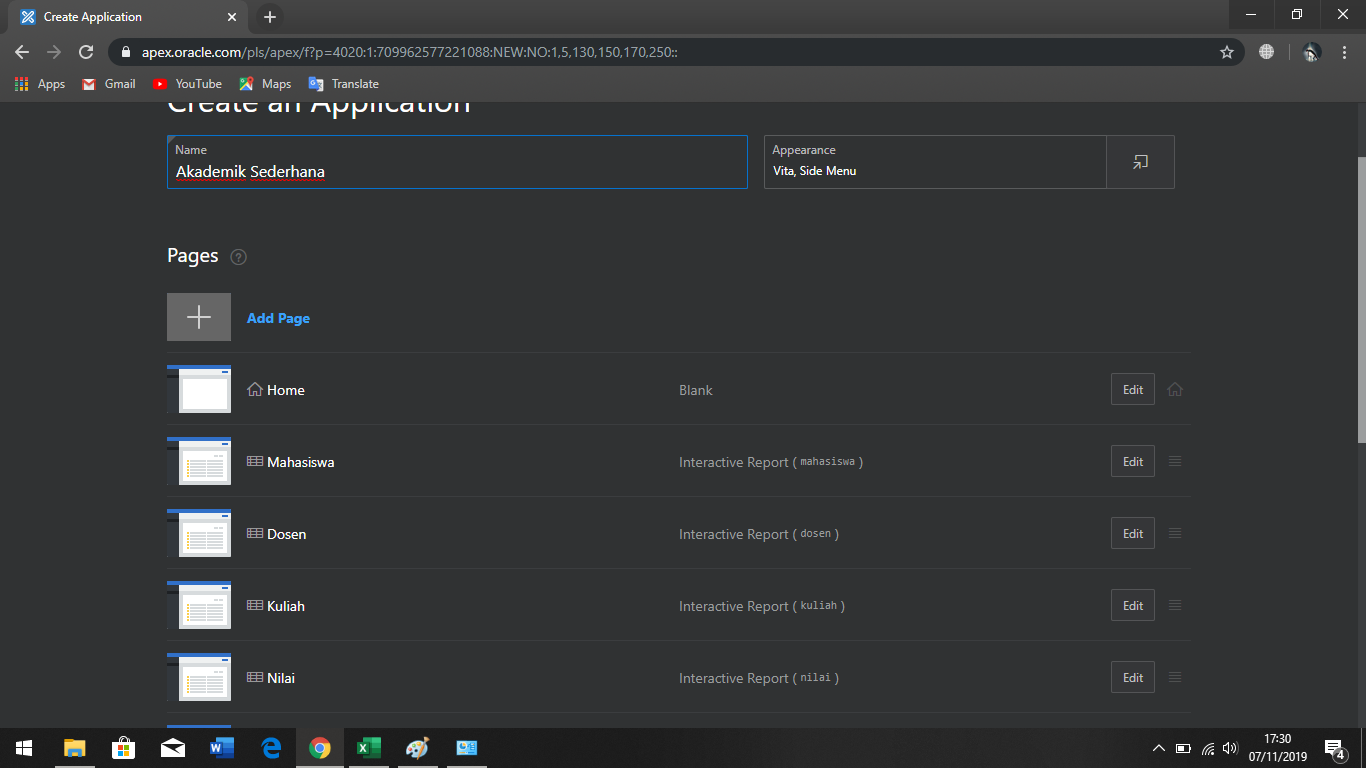 Create Application
apex.oracle.com/pls/apex/f?p=4020:1:709962577221088:NEW:NO:1,5,130,150,170,250::
Apps Gmail YouTube Maps Translate
Create an Application
Name
Akademik Sederhana
Appearance
Vita, Side Menu
Pages ?
Add Page
Home Blank Edit
Mahasiswa Interactive Report ( mahasiswa ) Edit
Dosen Interactive Report ( dosen ) Edit
Kuliah Interactive Report ( kuliah ) Edit
Nilai Interactive Report ( nilai ) Edit
17:30
07/11/2019
4